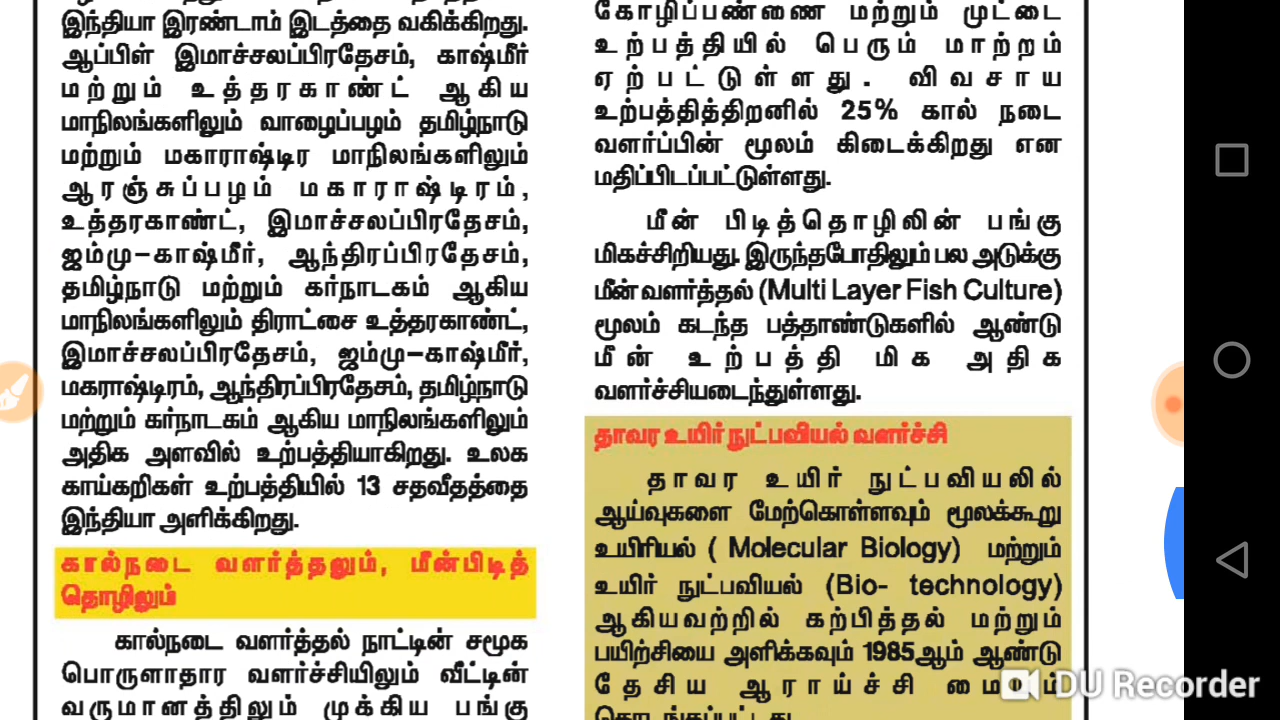 இந்தியா இரண்டாம் இடத்தை வகிக்கிறது.
ஆப்பிள் இமாச்சலப்பிரதேசம், காஷ்மீர்
மற்றும் உத்தரகாண்ட் ஆகிய
மாநிலங்களிலும் வாழைப்பழம் தமிழ்நாடு
மற்றும் மகாராஷ்டிர மாநிலங்களிலும்
ஆரஞ்சுப்பழம் மகாராஷ்டிரம்,
உத்தரகாண்ட், இமாச்சலப்பிரதேசம்,
ஜம்மு–காஷ்மீர், ஆந்திரப்பிரதேசம்,
தமிழ்நாடு மற்றும் கர்நாடகம் ஆகிய
மாநிலங்களிலும் திராட்சை உத்தரகாண்ட்,
இமாச்சலப்பிரதேசம், ஜம்மு–காஷ்மீர்,
மகராஷ்டிரம், ஆந்திரப்பிரதேசம், தமிழ்நாடு
மற்றும் கர்நாடகம் ஆகிய மாநிலங்களிலும்
அதிக அளவில் உற்பத்தியாகிறது. உலக
காய்கறிகள் உற்பத்தியில் 13 சதவீதத்தை
இந்தியா அளிக்கிறது.
கால்நடை வளர்த்தலும், மீன்பிடித்
தொழிலும்
கால்நடை வளர்த்தல் நாட்டின் சமூக
பொருளாதார வளர்ச்சியிலும் வீட்டின்
வருமானத்திலும் முக்கிய பங்கு
கோழிப்பண்ணை மற்றும் முட்டை
உற்பத்தியில் பெரும் மாற்றம்
ஏற்பட்டுள்ளது. விவசாய
உற்பத்தித்திறனில் 25% கால் நடை
வளர்ப்பின் மூலம் கிடைக்கிறது என
மதிப்பிடப்பட்டுள்ளது.
மீன் பிடித்தொழிலின் பங்கு
மிகச்சிறியது. இருந்தபோதிலும் பல அடுக்கு
மீன் வளர்த்தல் (Multi Layer Fish Culture)
மூலம் கடந்த பத்தாண்டுகளில் ஆண்டு
மீன் உற்பத்தி மிக அதிக
வளர்ச்சியடைந்துள்ளது.
தாவர உயிர் நுட்பவியல் வளர்ச்சி
தாவர உயிர் நுட்பவியலில்
ஆய்வுகளை மேற்கொள்ளவும் மூலக்கூறு
உயிரியல் ( Molecular Biology) மற்றும்
உயிர் நுட்பவியல் (Bio- technology)
ஆகியவற்றில் கற்பித்தல் மற்றும்
பயிற்சியை அளிக்கவும் 1985ஆம் ஆண்டு
தேசிய ஆராய்ச்சி மையம்
தொடங்கப்பட்டது.
DU Recorder